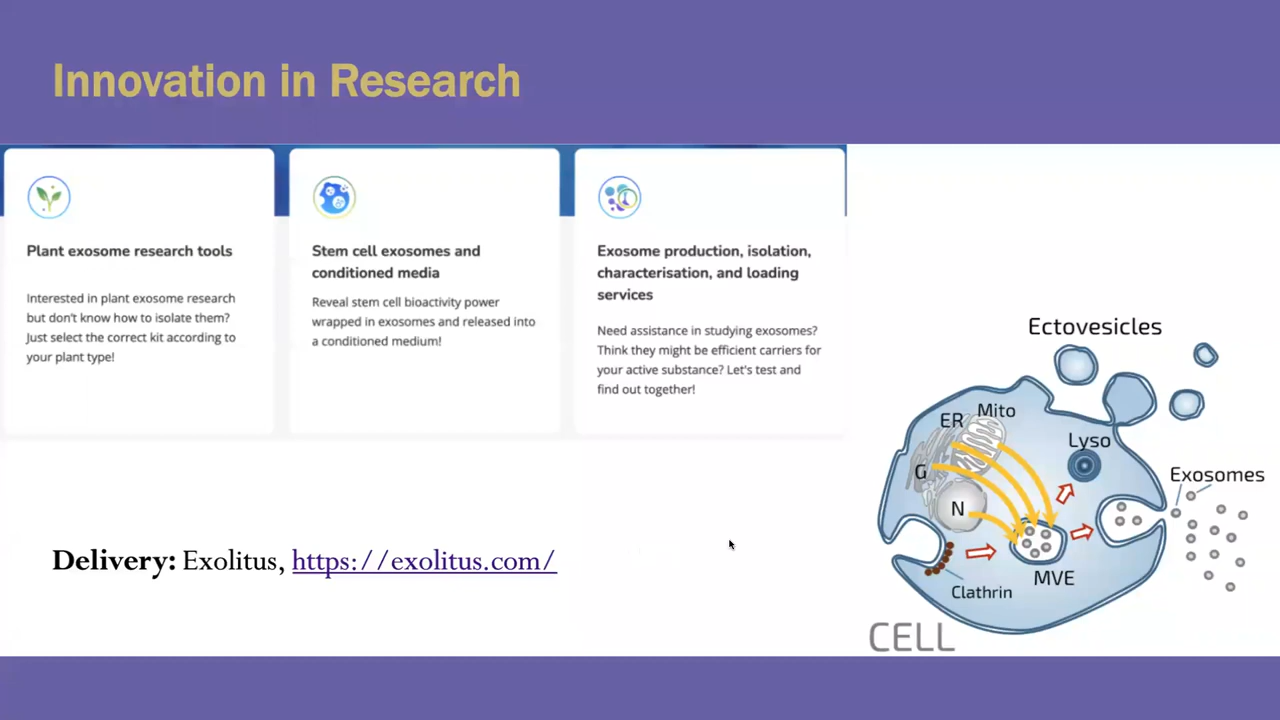 Innovation in Research
Plant exosome research tools
Interested in plant exosome research
but don't know how to isolate them?
Just select the correct kit according to
your plant type!
Stem cell exosomes and
conditioned media
Reveal stem cell bioactivity power
wrapped in exosomes and released into
a conditioned medium!
Exosome production, isolation,
characterisation, and loading
services
Need assistance in studying exosomes?
Think they might be efficient carriers for
your active substance? Let's test and
find out together!
Delivery: Exolitus, https://exolitus.com/
Ectovesicles
ER
Mito
Lyso
G
Exosomes
N
MVE
Clathrin
CELL